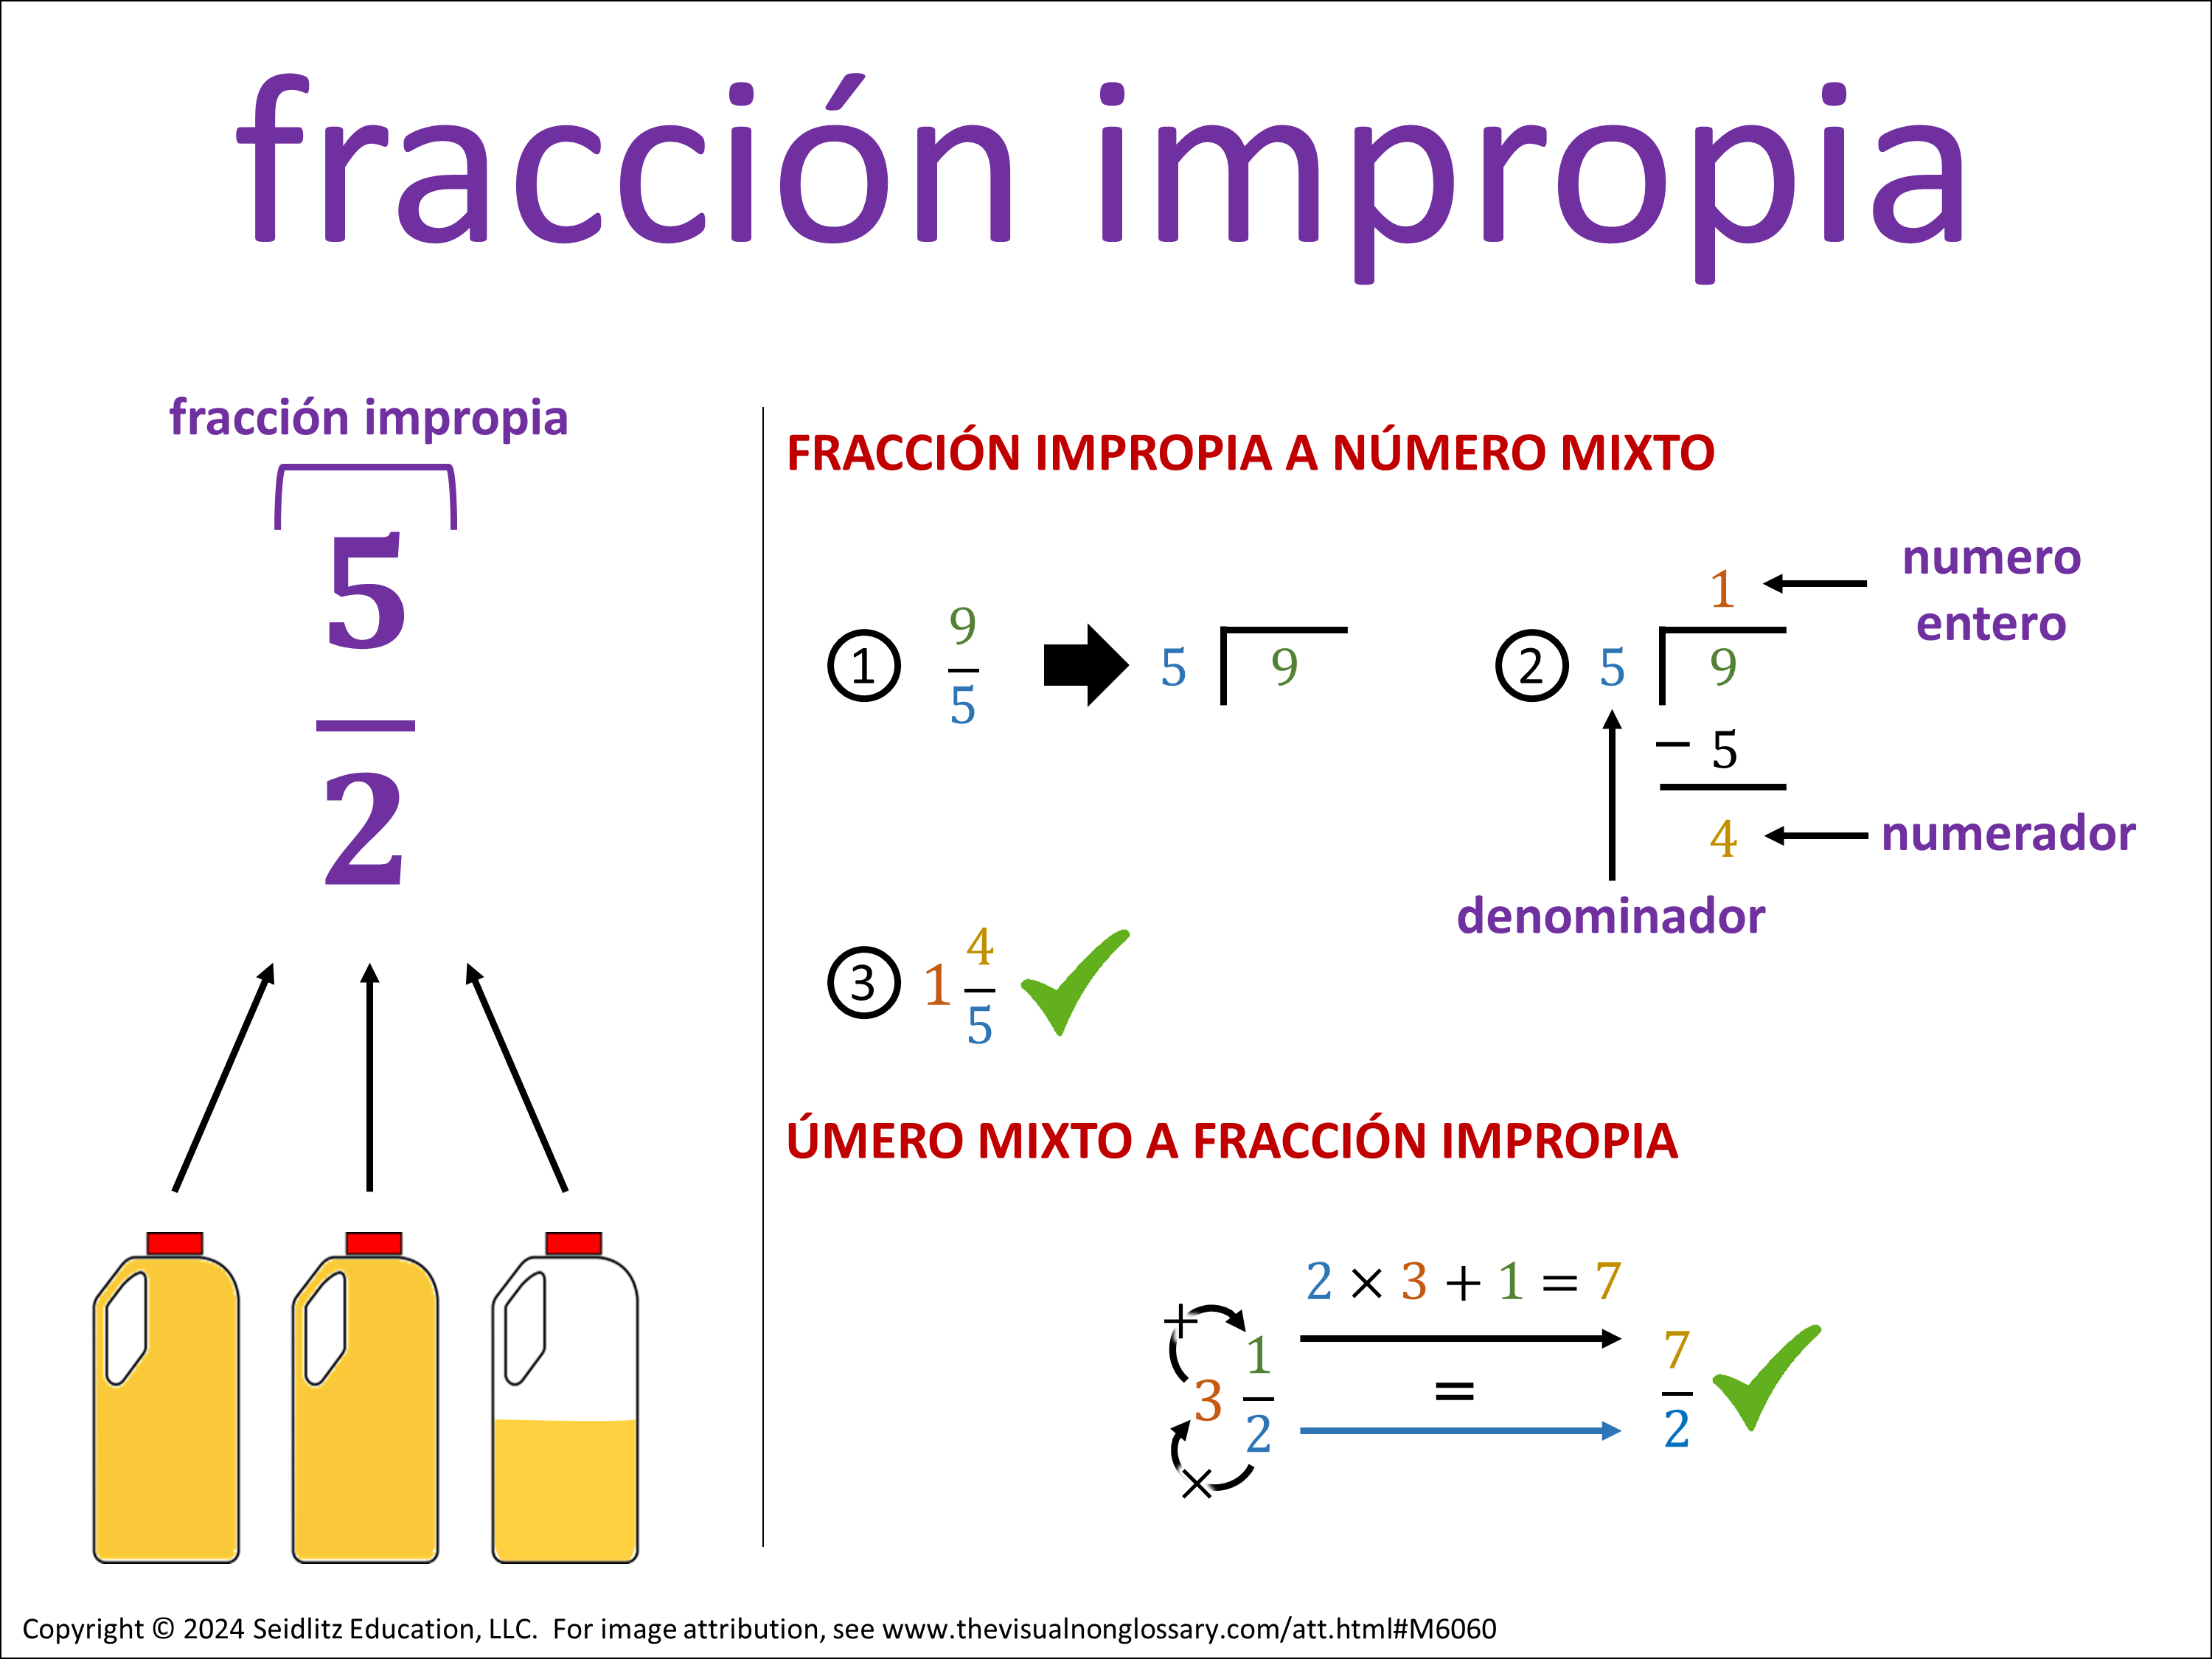 fracción impropia
fracción impropia
5
2
FRACCIÓN IMPROPIA A NÚMERO MIXTO
1 9/5 5 9
2 5 9
1
numero
entero
− 5
4
numerador
denominador
3 1 4/5
ÚMERO MIXTO A FRACCIÓN IMPROPIA
2 × 3 + 1 = 7
+
3 1/2 = 7/2
×
Copyright © 2024 Seidlitz Education, LLC.  For image attribution, see www.thevisualnonglossary.com/att.html#M6060